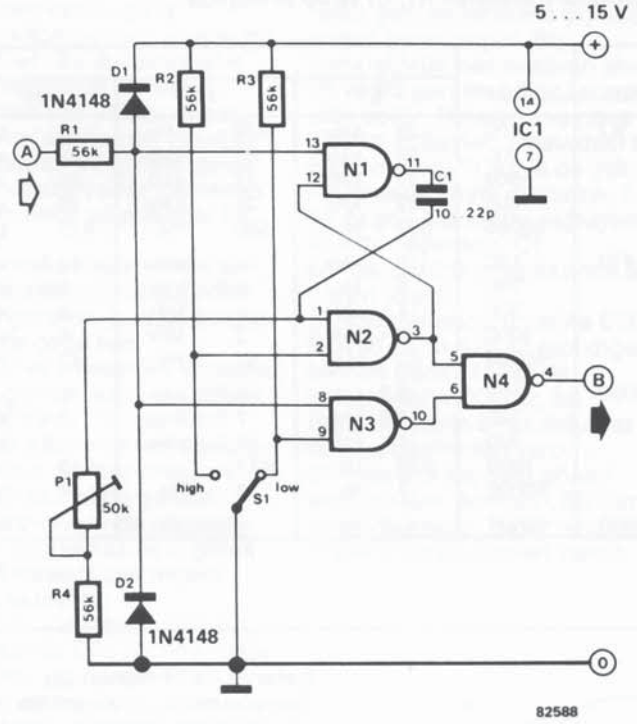 5 ... 15 V
+
D1
1N4148
R2
56k
R3
56k
14
IC1
7
A
R1
56k
13
12
N1
11
C1
10
22p
1
2
N2
3
5
6
N4
4
B
8
9
N3
10
P1
50k
high
S1
low
R4
56k
D2
1N4148
0
82588